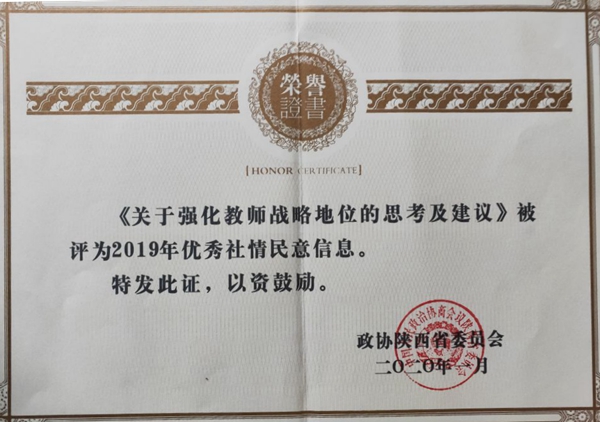 榮譽
證書
[HONOR CERTIFICATE]
《关于强化教师战略地位的思考及建议》被
评为2019年优秀社情民意信息。
特发此证，以资鼓励。
政协陕西省委员会
二〇二〇年一月